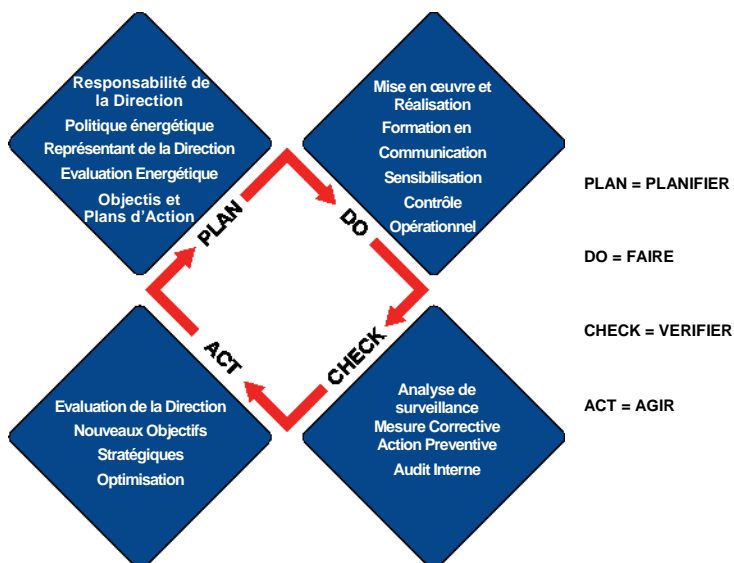 Responsabilité de
la Direction
Politique énergétique
Représentant de la Direction
Evaluation Energétique
Objectis et
Plans d'Action
PLAN
Mise en œuvre et
Réalisation
Formation en
Communication
Sensibilisation
Contrôle
Opérationnel
DO
Analyse de
surveillance
Mesure Corrective
Action Preventive
Audit Interne
CHECK
Evaluation de la Direction
Nouveaux Objectifs
Stratégiques
Optimisation
ACT
PLAN = PLANIFIER
DO = FAIRE
CHECK = VERIFIER
ACT = AGIR